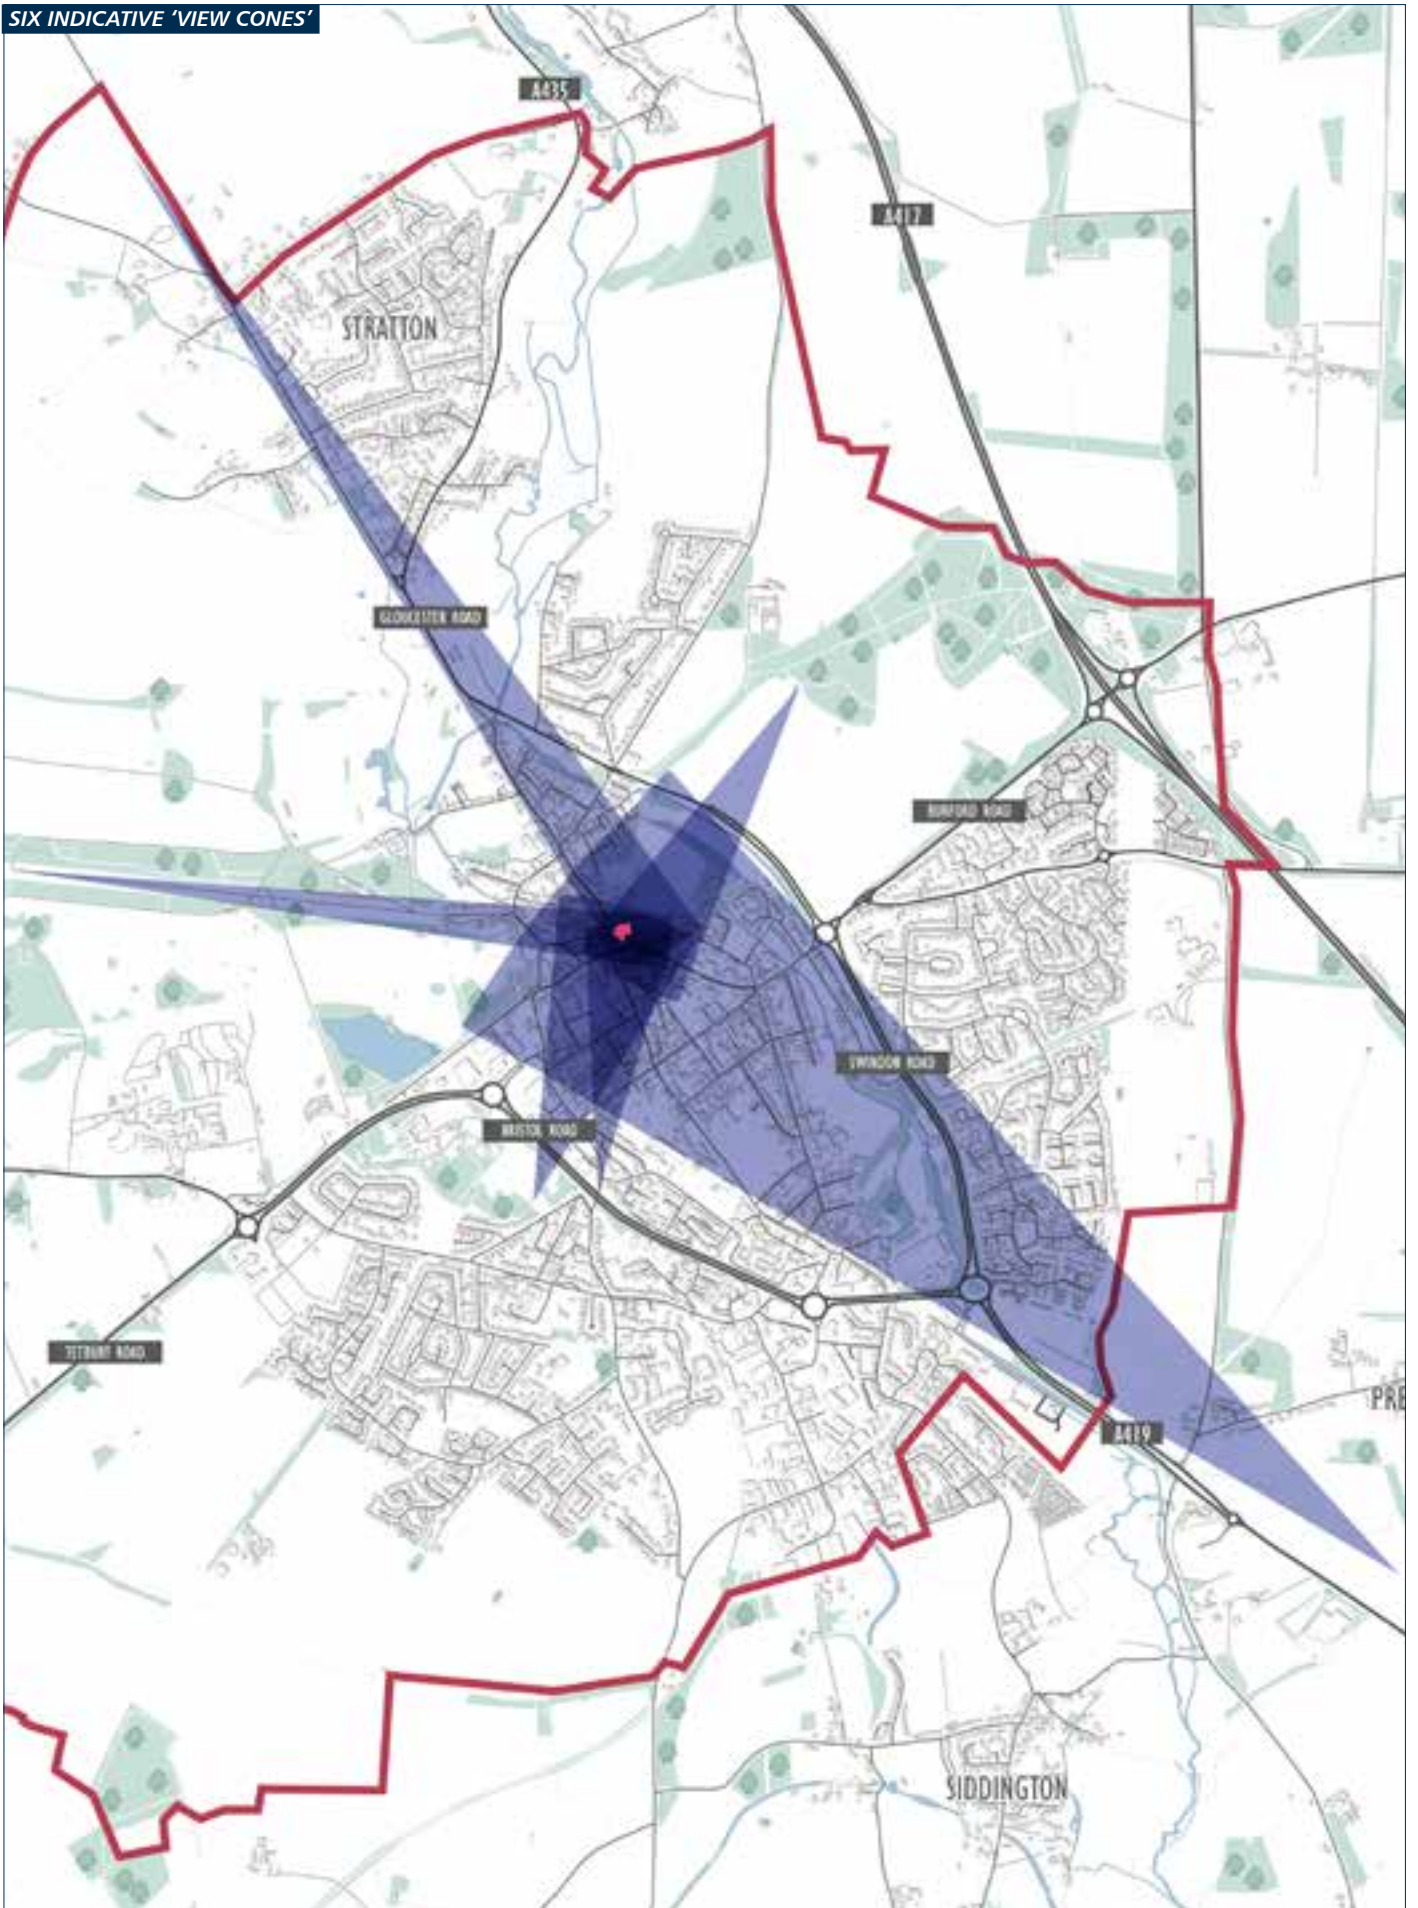 SIX INDICATIVE ‘VIEW CONES’
A435
A417
STRATTON
GLOUCESTER ROAD
BURFORD ROAD
SWINDON ROAD
BRISTOL ROAD
TETBURY ROAD
PRE
A419
SIDDINGTON